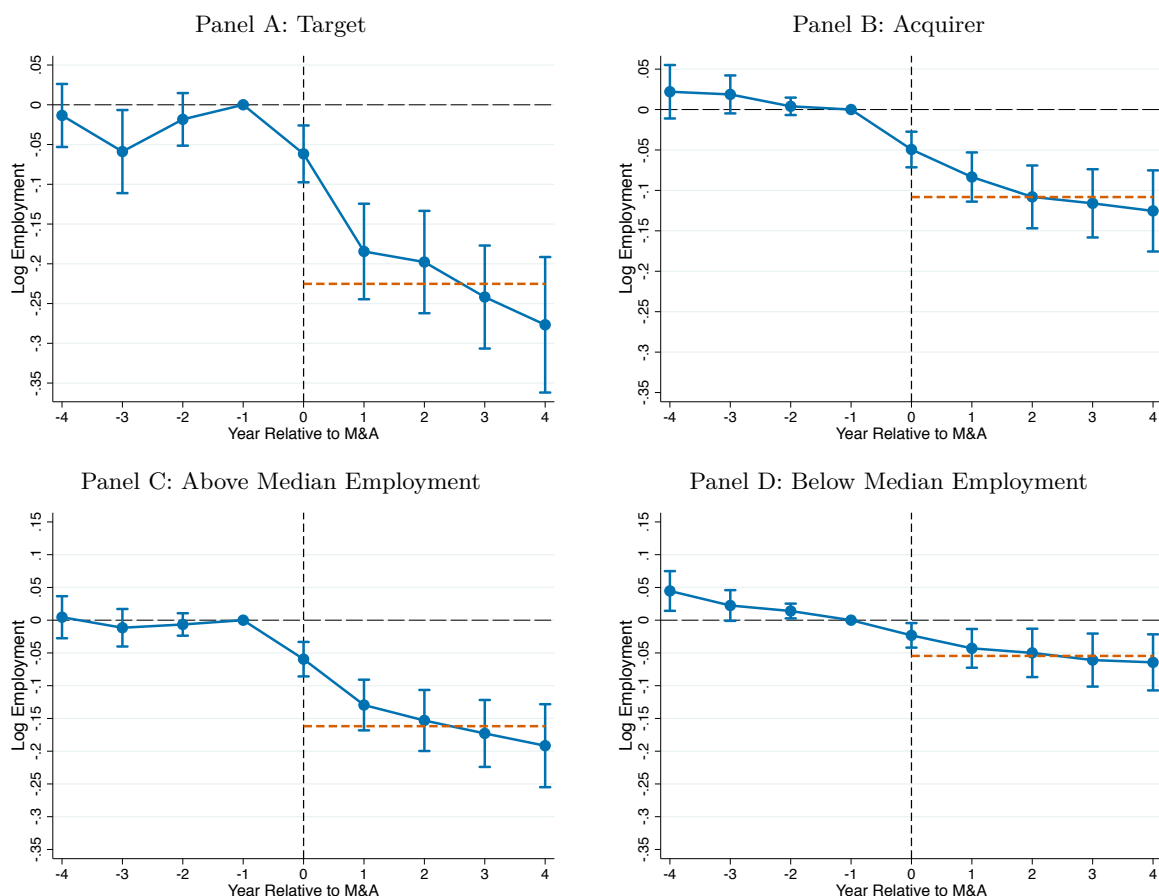 Panel A: Target
Log Employment
.05
0
-.05
-.1
-.15
-.2
-.25
-.3
-.35
-4 -3 -2 -1 0 1 2 3 4
Year Relative to M&A
Panel B: Acquirer
Log Employment
.05
0
-.05
-.1
-.15
-.2
-.25
-.3
-.35
-4 -3 -2 -1 0 1 2 3 4
Year Relative to M&A
Panel C: Above Median Employment
Log Employment
.15
.1
.05
0
-.05
-.1
-.15
-.2
-.25
-.3
-.35
-4 -3 -2 -1 0 1 2 3 4
Year Relative to M&A
Panel D: Below Median Employment
Log Employment
.15
.1
.05
0
-.05
-.1
-.15
-.2
-.25
-.3
-.35
-4 -3 -2 -1 0 1 2 3 4
Year Relative to M&A